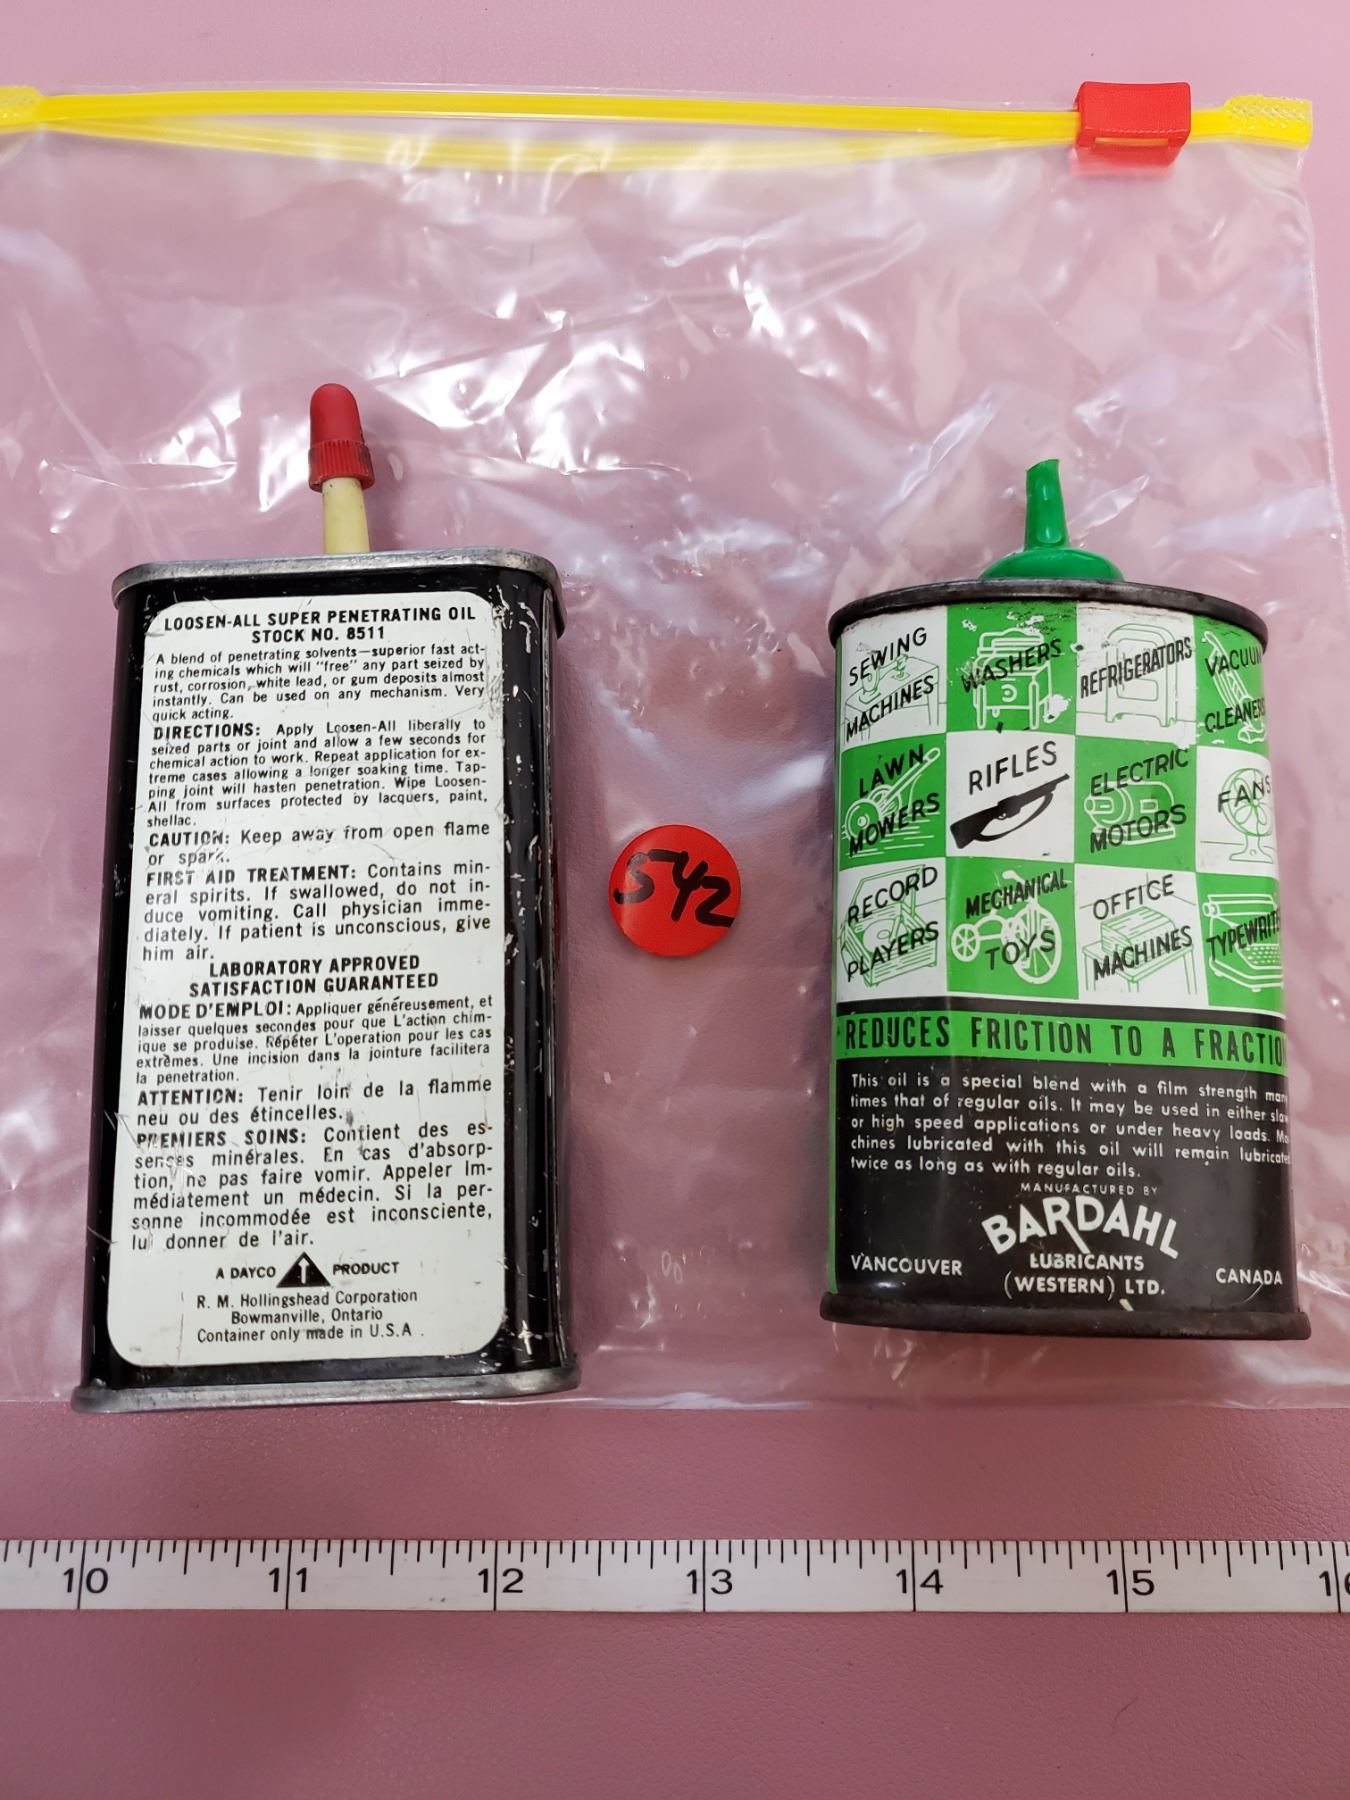 LOOSEN-ALL SUPER PENETRATING OIL
STOCK NO. 8511
A blend of penetrating solvents—superior fast act-
ing chemicals which will "free" any part seized by
rust, corrosion, white lead, or gum deposits almost
instantly. Can be used on any mechanism. Very
quick acting.
DIRECTIONS: Apply Loosen-All liberally to
seized parts or joint and allow a few seconds for
chemical action to work. Repeat application for ex-
treme cases allowing a longer soaking time. Tap-
ping joint will hasten penetration. Wipe Loosen-
All from surfaces protected by lacquers, paint,
shellac.
CAUTION: Keep away from open flame
or spark.
FIRST AID TREATMENT: Contains min-
eral spirits. If swallowed, do not in-
duce vomiting. Call physician imme-
diately. If patient is unconscious, give
him air.
LABORATORY APPROVED
SATISFACTION GUARANTEED
MODE D'EMPLOI: Appliquer généreusement, et
laisser quelques secondes pour que L'action chim-
ique se produise. Répéter L'operation pour les cas
extrêmes. Une incision dans la jointure facilitera
la penetration.
ATTENTION: Tenir loin de la flamme
neu ou des étincelles.
PREMIERS SOINS: Contient des es-
senses minérales. En cas d'absorp-
tion, ne pas faire vomir. Appeler Im-
médiatement un médecin. Si la per-
sonne incommodée est inconsciente,
lui donner de l'air.
A DAYCO PRODUCT
R. M. Hollingshead Corporation
Bowmanville, Ontario
Container only made in U.S.A.
542
SEWING MACHINES
WASHERS
REFRIGERATORS
VACUUM CLEANERS
LAWN MOWERS
RIFLES
ELECTRIC MOTORS
FANS
RECORD PLAYERS
MECHANICAL TOYS
OFFICE MACHINES
TYPEWRIT
REDUCES FRICTION TO A FRACTIO
This oil is a special blend with a film strength man
times that of regular oils. It may be used in either slow
or high speed applications or under heavy loads. Ma
chines lubricated with this oil will remain lubricated
twice as long as with regular oils.
MANUFACTURED BY
BARDAHL
LUBRICANTS
(WESTERN) LTD.
VANCOUVER CANADA
10 11 12 13 14 15